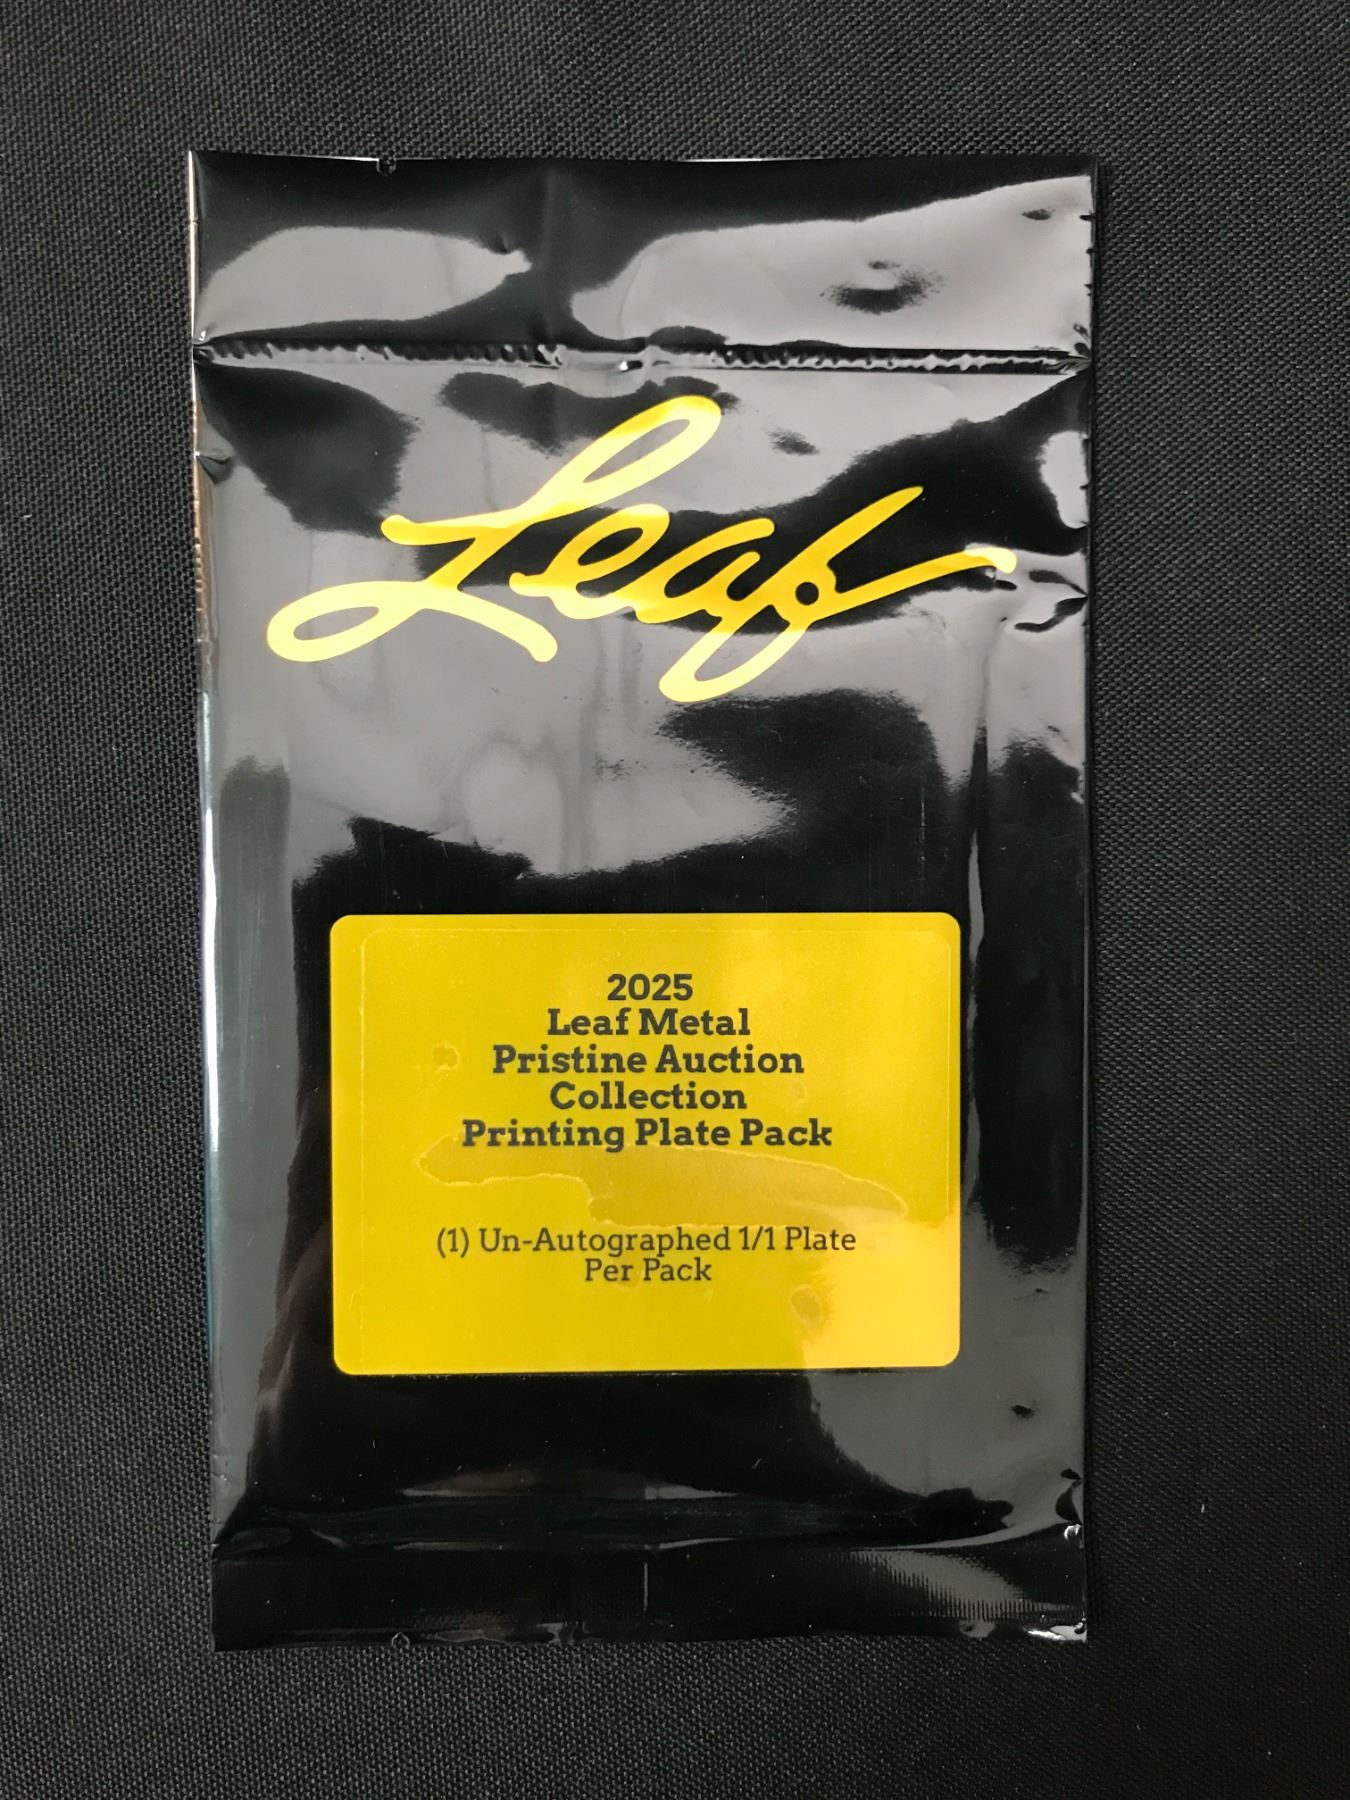 Leaf
2025
Leaf Metal
Pristine Auction
Collection
Printing Plate Pack
(1) Un-Autographed 1/1 Plate
Per Pack